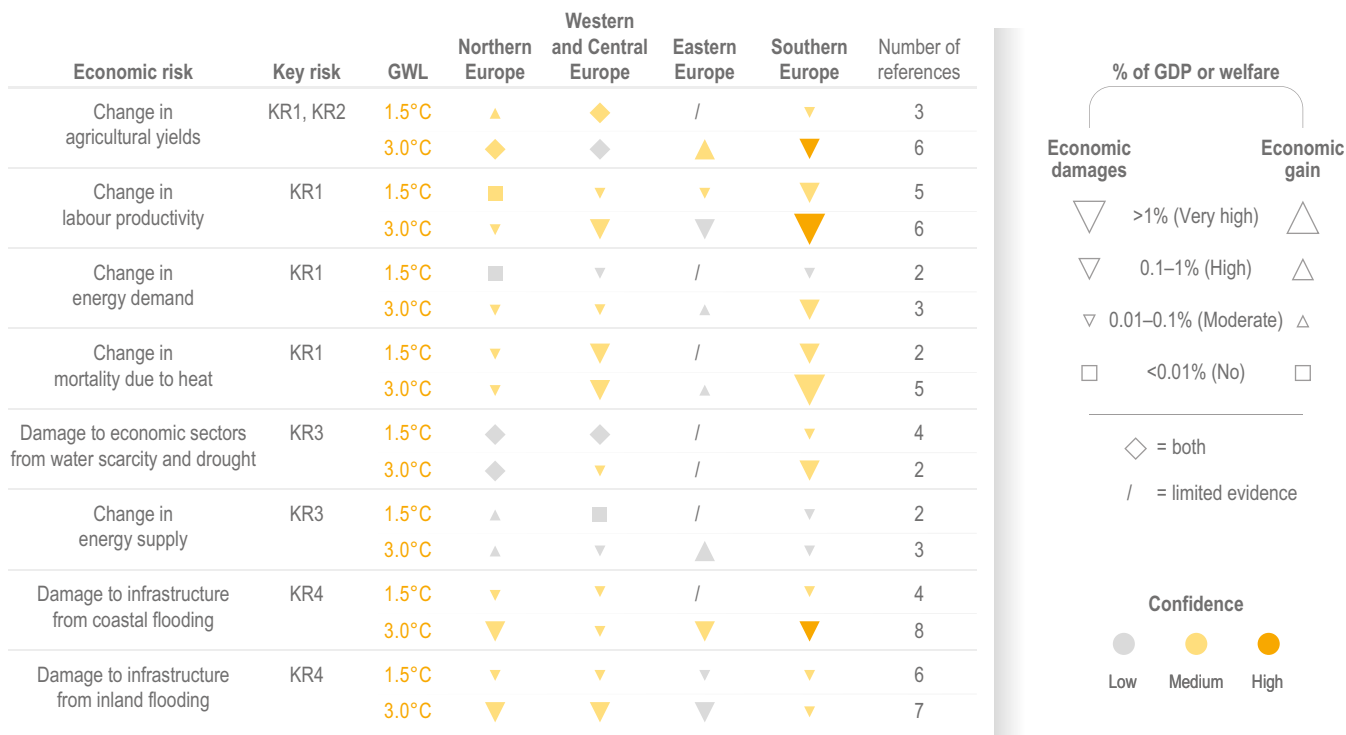 Economic risk Key risk GWL Northern Europe Western and Central Europe Eastern Europe Southern Europe Number of references
Change in agricultural yields KR1, KR2 1.5°C / 3
3.0°C 6
Change in labour productivity KR1 1.5°C 5
3.0°C 6
Change in energy demand KR1 1.5°C / 2
3.0°C 3
Change in mortality due to heat KR1 1.5°C / 2
3.0°C 5
Damage to economic sectors from water scarcity and drought KR3 1.5°C / 4
3.0°C / 2
Change in energy supply KR3 1.5°C / 2
3.0°C 3
Damage to infrastructure from coastal flooding KR4 1.5°C / 4
3.0°C 8
Damage to infrastructure from inland flooding KR4 1.5°C 6
3.0°C 7
% of GDP or welfare
Economic damages
Economic gain
>1% (Very high)
0.1–1% (High)
0.01–0.1% (Moderate)
<0.01% (No)
= both
/ = limited evidence
Confidence
Low Medium High